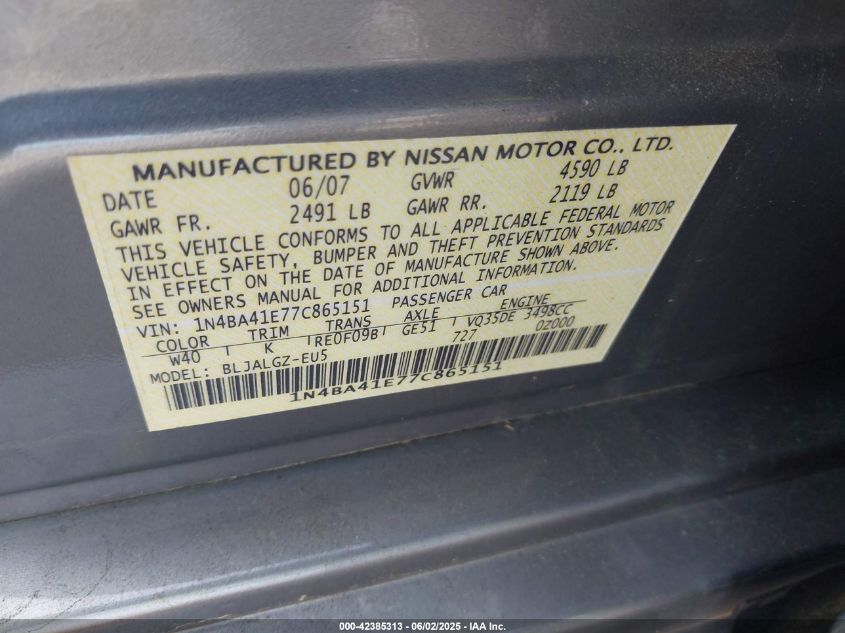 MANUFACTURED BY NISSAN MOTOR CO., LTD.
DATE 06/07 GVWR 4590 LB
GAWR FR. 2491 LB GAWR RR. 2119 LB
THIS VEHICLE CONFORMS TO ALL APPLICABLE FEDERAL MOTOR
VEHICLE SAFETY, BUMPER AND THEFT PREVENTION STANDARDS
IN EFFECT ON THE DATE OF MANUFACTURE SHOWN ABOVE.
SEE OWNERS MANUAL FOR ADDITIONAL INFORMATION.
VIN: 1N4BA41E77C865151 PASSENGER CAR
COLOR TRIM TRANS AXLE ENGINE
W40 K RE0F09B GE51 VQ35DE 3498CC
MODEL: BLJALGZ-EU5 727 0Z000
1N4BA41E77C865151
000-42385313 - 06/02/2025 - IAA Inc.